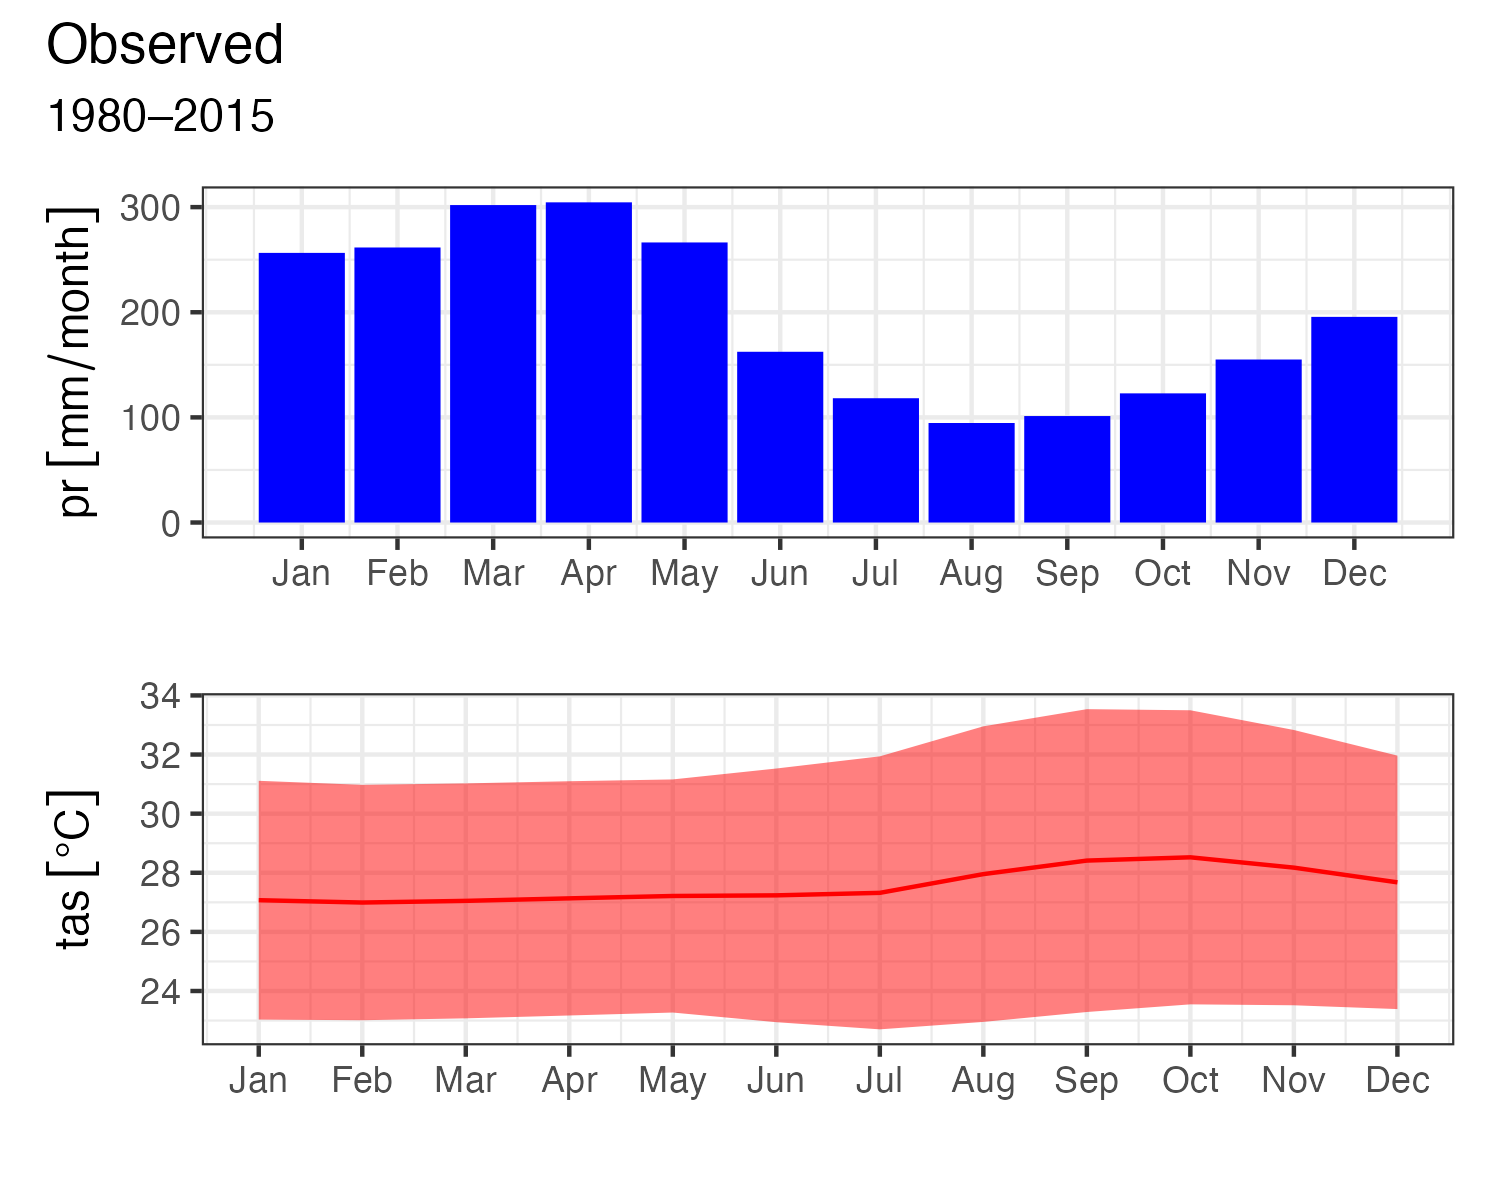 Observed
1980–2015
pr [mm/month]
300
200
100
0
Jan Feb Mar Apr May Jun Jul Aug Sep Oct Nov Dec
tas [°C]
34
32
30
28
26
24
Jan Feb Mar Apr May Jun Jul Aug Sep Oct Nov Dec